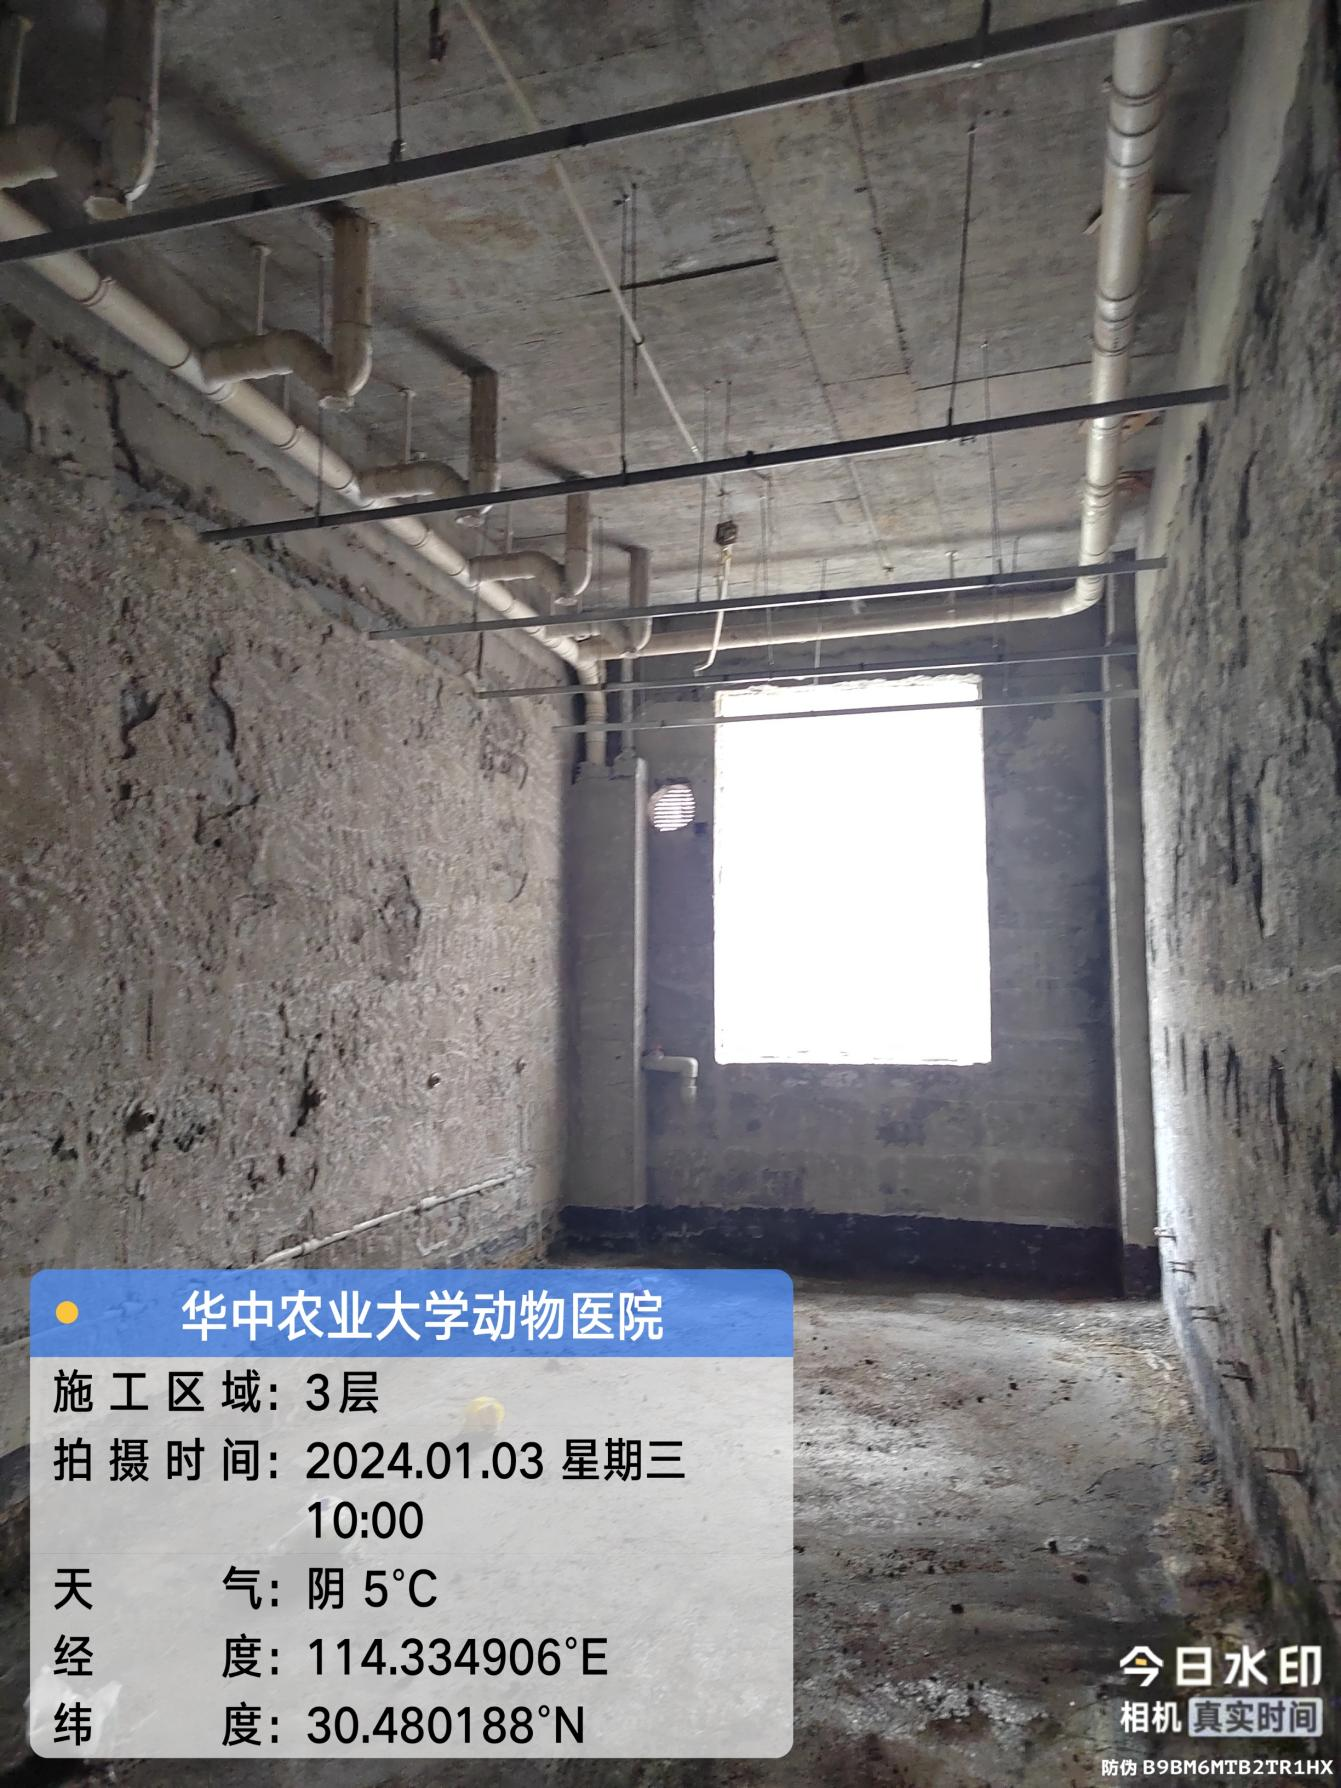 华中农业大学动物医院
施工区域：3层
拍摄时间：2024.01.03 星期三
10:00
天气：阴 5℃
经度：114.334906°E
纬度：30.480188°N
今日水印
相机 真实时间
防伪 B9BM6MTB2TR1HX